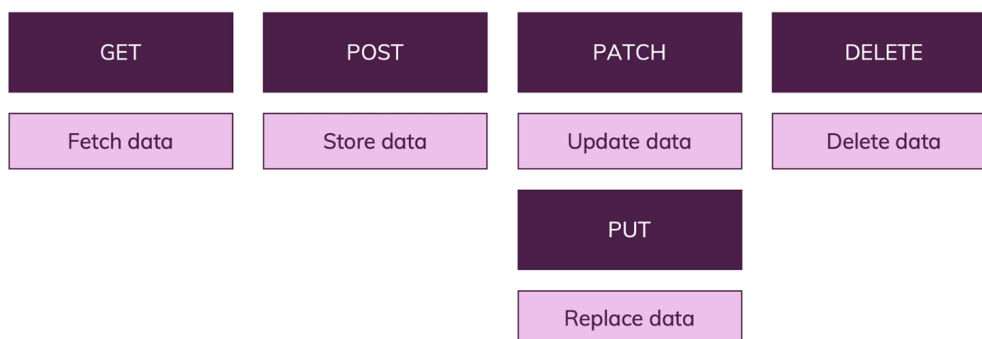 GET
POST
PATCH
DELETE
Fetch data
Store data
Update data
Delete data
PUT
Replace data